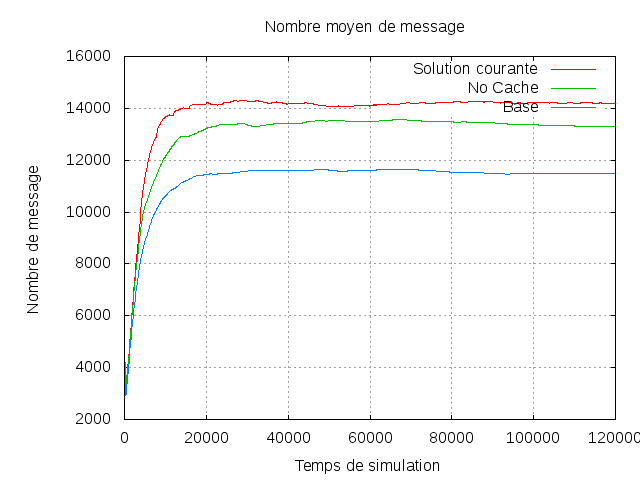 Nombre moyen de message
16000
14000
12000
10000
8000
6000
4000
2000
Nombre de message
Solution courante
No Cache
Base
0 20000 40000 60000 80000 100000 120000
Temps de simulation